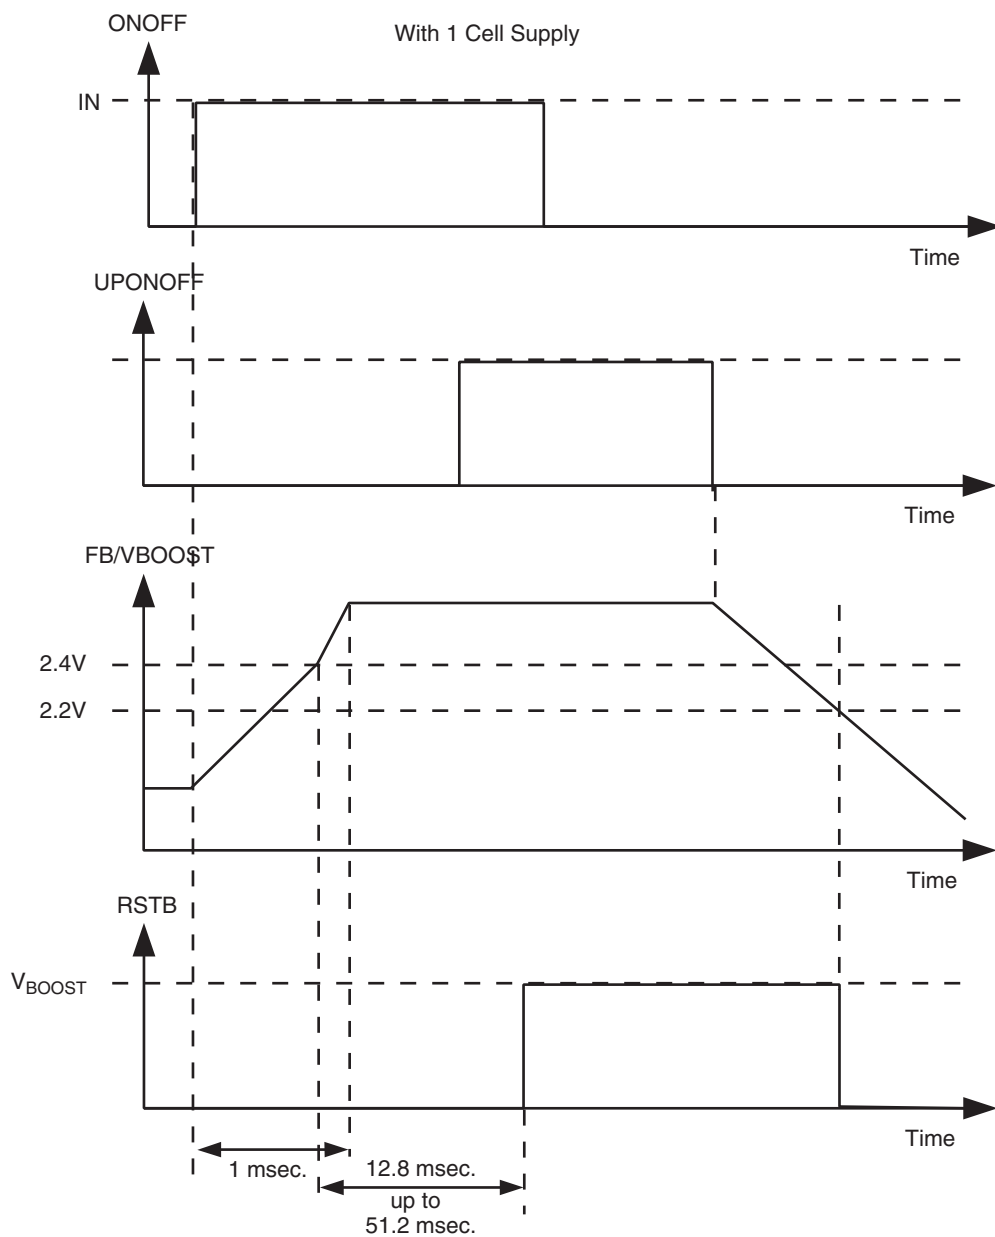 ONOFF
With 1 Cell Supply
IN
Time
UPONOFF
Time
FB/VBOOST
2.4V
2.2V
Time
RSTB
VBOOST
Time
1 msec.
12.8 msec.
up to
51.2 msec.